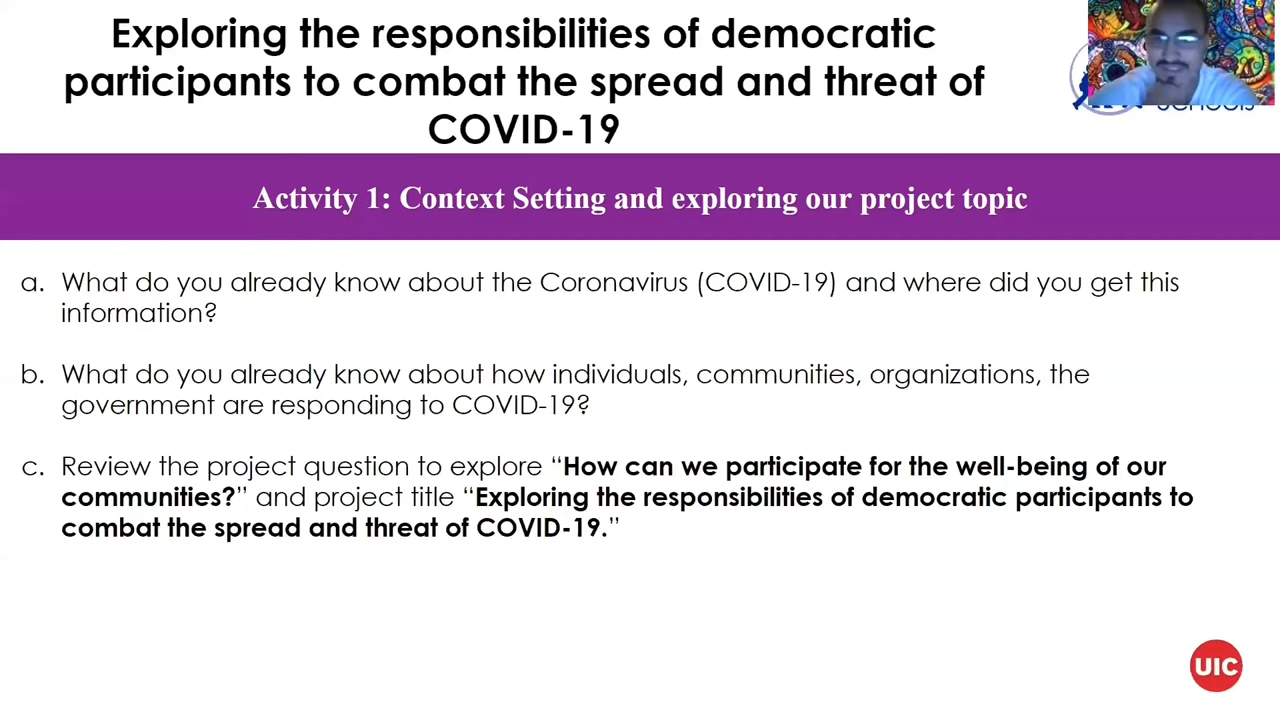 Exploring the responsibilities of democratic
participants to combat the spread and threat of
COVID-19
Activity 1: Context Setting and exploring our project topic
a. What do you already know about the Coronavirus (COVID-19) and where did you get this
information?
b. What do you already know about how individuals, communities, organizations, the
government are responding to COVID-19?
c. Review the project question to explore “How can we participate for the well-being of our
communities?” and project title “Exploring the responsibilities of democratic participants to
combat the spread and threat of COVID-19.”
UIC